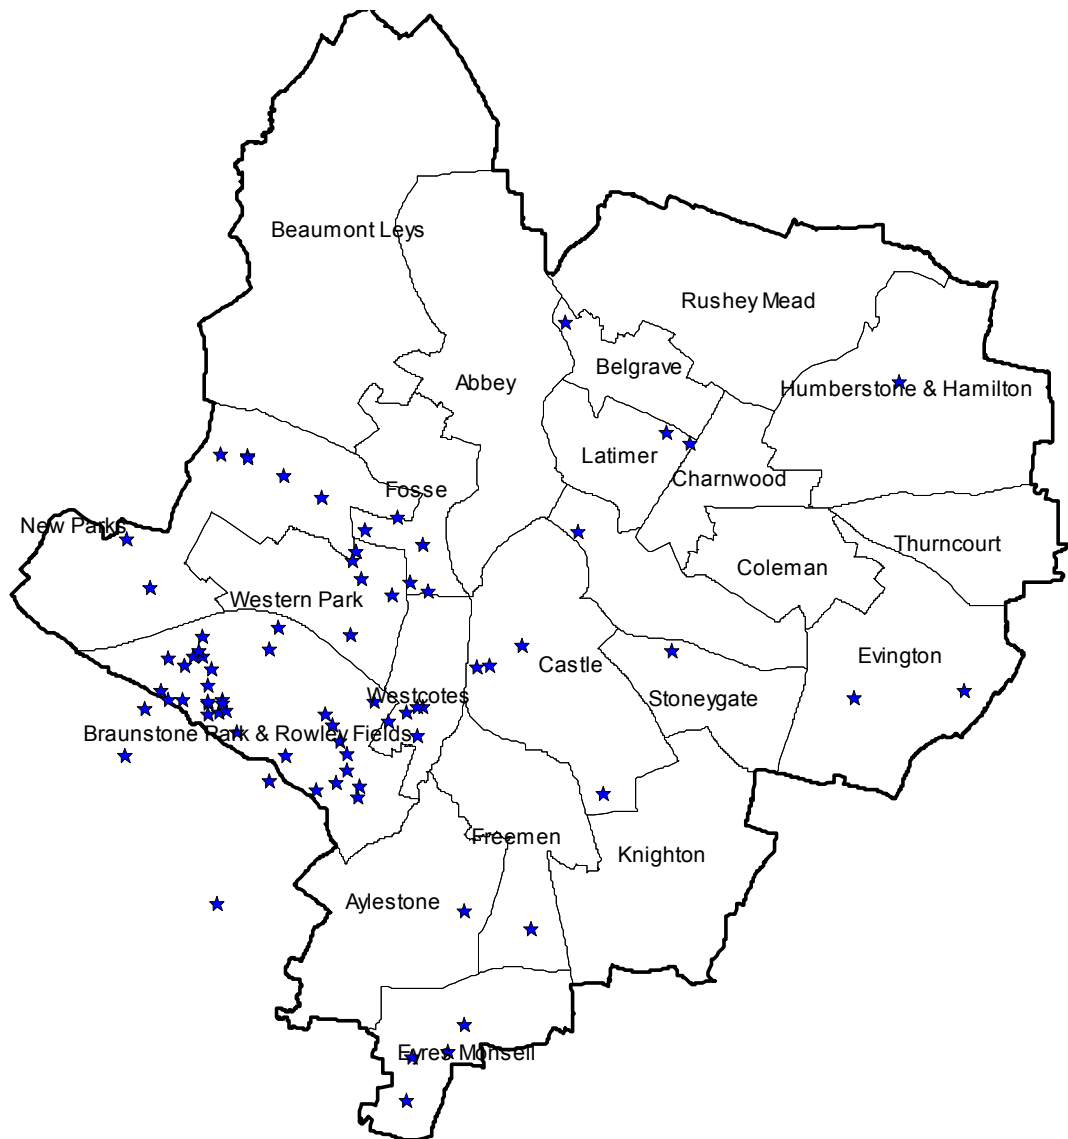 Beaumont Leys
Rushey Mead
Belgrave
Abbey
Humberstone & Hamilton
Latimer
Charnwood
Fosse
New Parks
Thurncourt
Coleman
Western Park
Evington
Castle
Westcotes
Stoneygate
Braunstone Park & Rowley Fields
Freemen
Knighton
Aylestone
Eyres Monsell